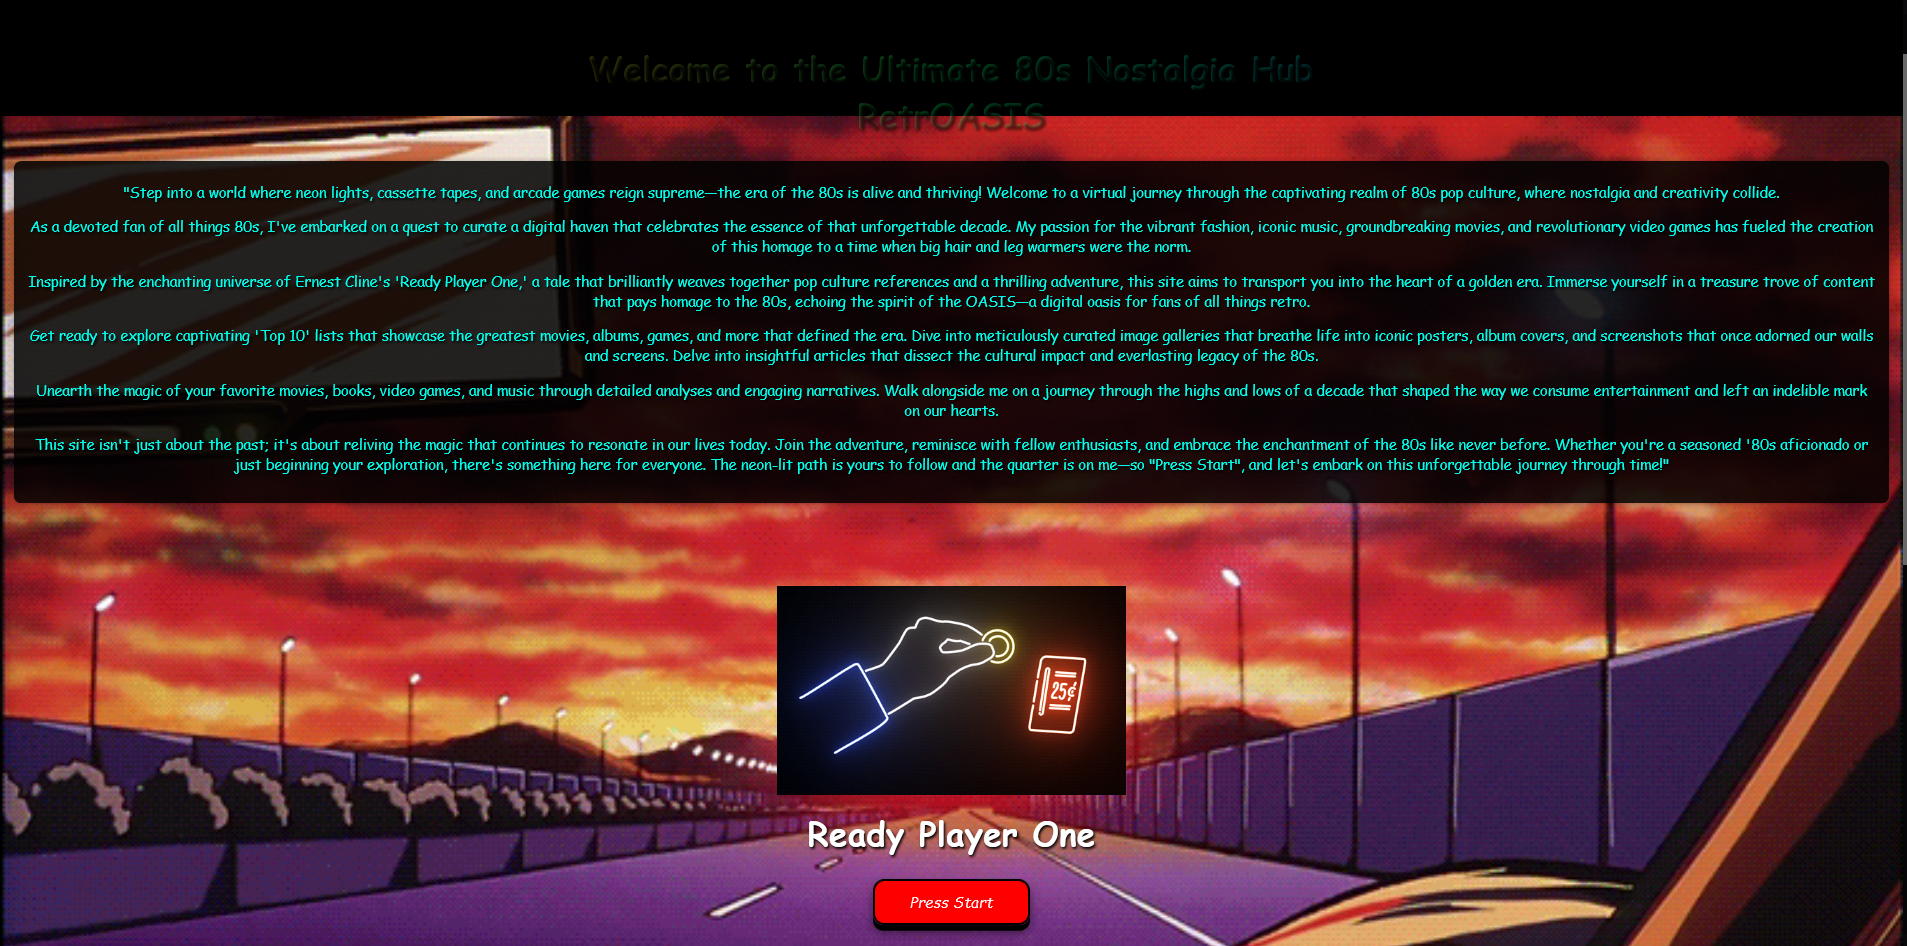 Welcome to the Ultimate 80s Nostalgia Hub
RetrOASIS
"Step into a world where neon lights, cassette tapes, and arcade games reign supreme—the era of the 80s is alive and thriving! Welcome to a virtual journey through the captivating realm of 80s pop culture, where nostalgia and creativity collide.
As a devoted fan of all things 80s, I've embarked on a quest to curate a digital haven that celebrates the essence of that unforgettable decade. My passion for the vibrant fashion, iconic music, groundbreaking movies, and revolutionary video games has fueled the creation
of this homage to a time when big hair and leg warmers were the norm.
Inspired by the enchanting universe of Ernest Cline's 'Ready Player One,' a tale that brilliantly weaves together pop culture references and a thrilling adventure, this site aims to transport you into the heart of a golden era. Immerse yourself in a treasure trove of content
that pays homage to the 80s, echoing the spirit of the OASIS—a digital oasis for fans of all things retro.
Get ready to explore captivating 'Top 10' lists that showcase the greatest movies, albums, games, and more that defined the era. Dive into meticulously curated image galleries that breathe life into iconic posters, album covers, and screenshots that once adorned our walls
and screens. Delve into insightful articles that dissect the cultural impact and everlasting legacy of the 80s.
Unearth the magic of your favorite movies, books, video games, and music through detailed analyses and engaging narratives. Walk alongside me on a journey through the highs and lows of a decade that shaped the way we consume entertainment and left an indelible mark
on our hearts.
This site isn't just about the past; it's about reliving the magic that continues to resonate in our lives today. Join the adventure, reminisce with fellow enthusiasts, and embrace the enchantment of the 80s like never before. Whether you're a seasoned '80s aficionado or
just beginning your exploration, there's something here for everyone. The neon-lit path is yours to follow and the quarter is on me—so "Press Start", and let's embark on this unforgettable journey through time!"
25¢
Ready Player One
Press Start